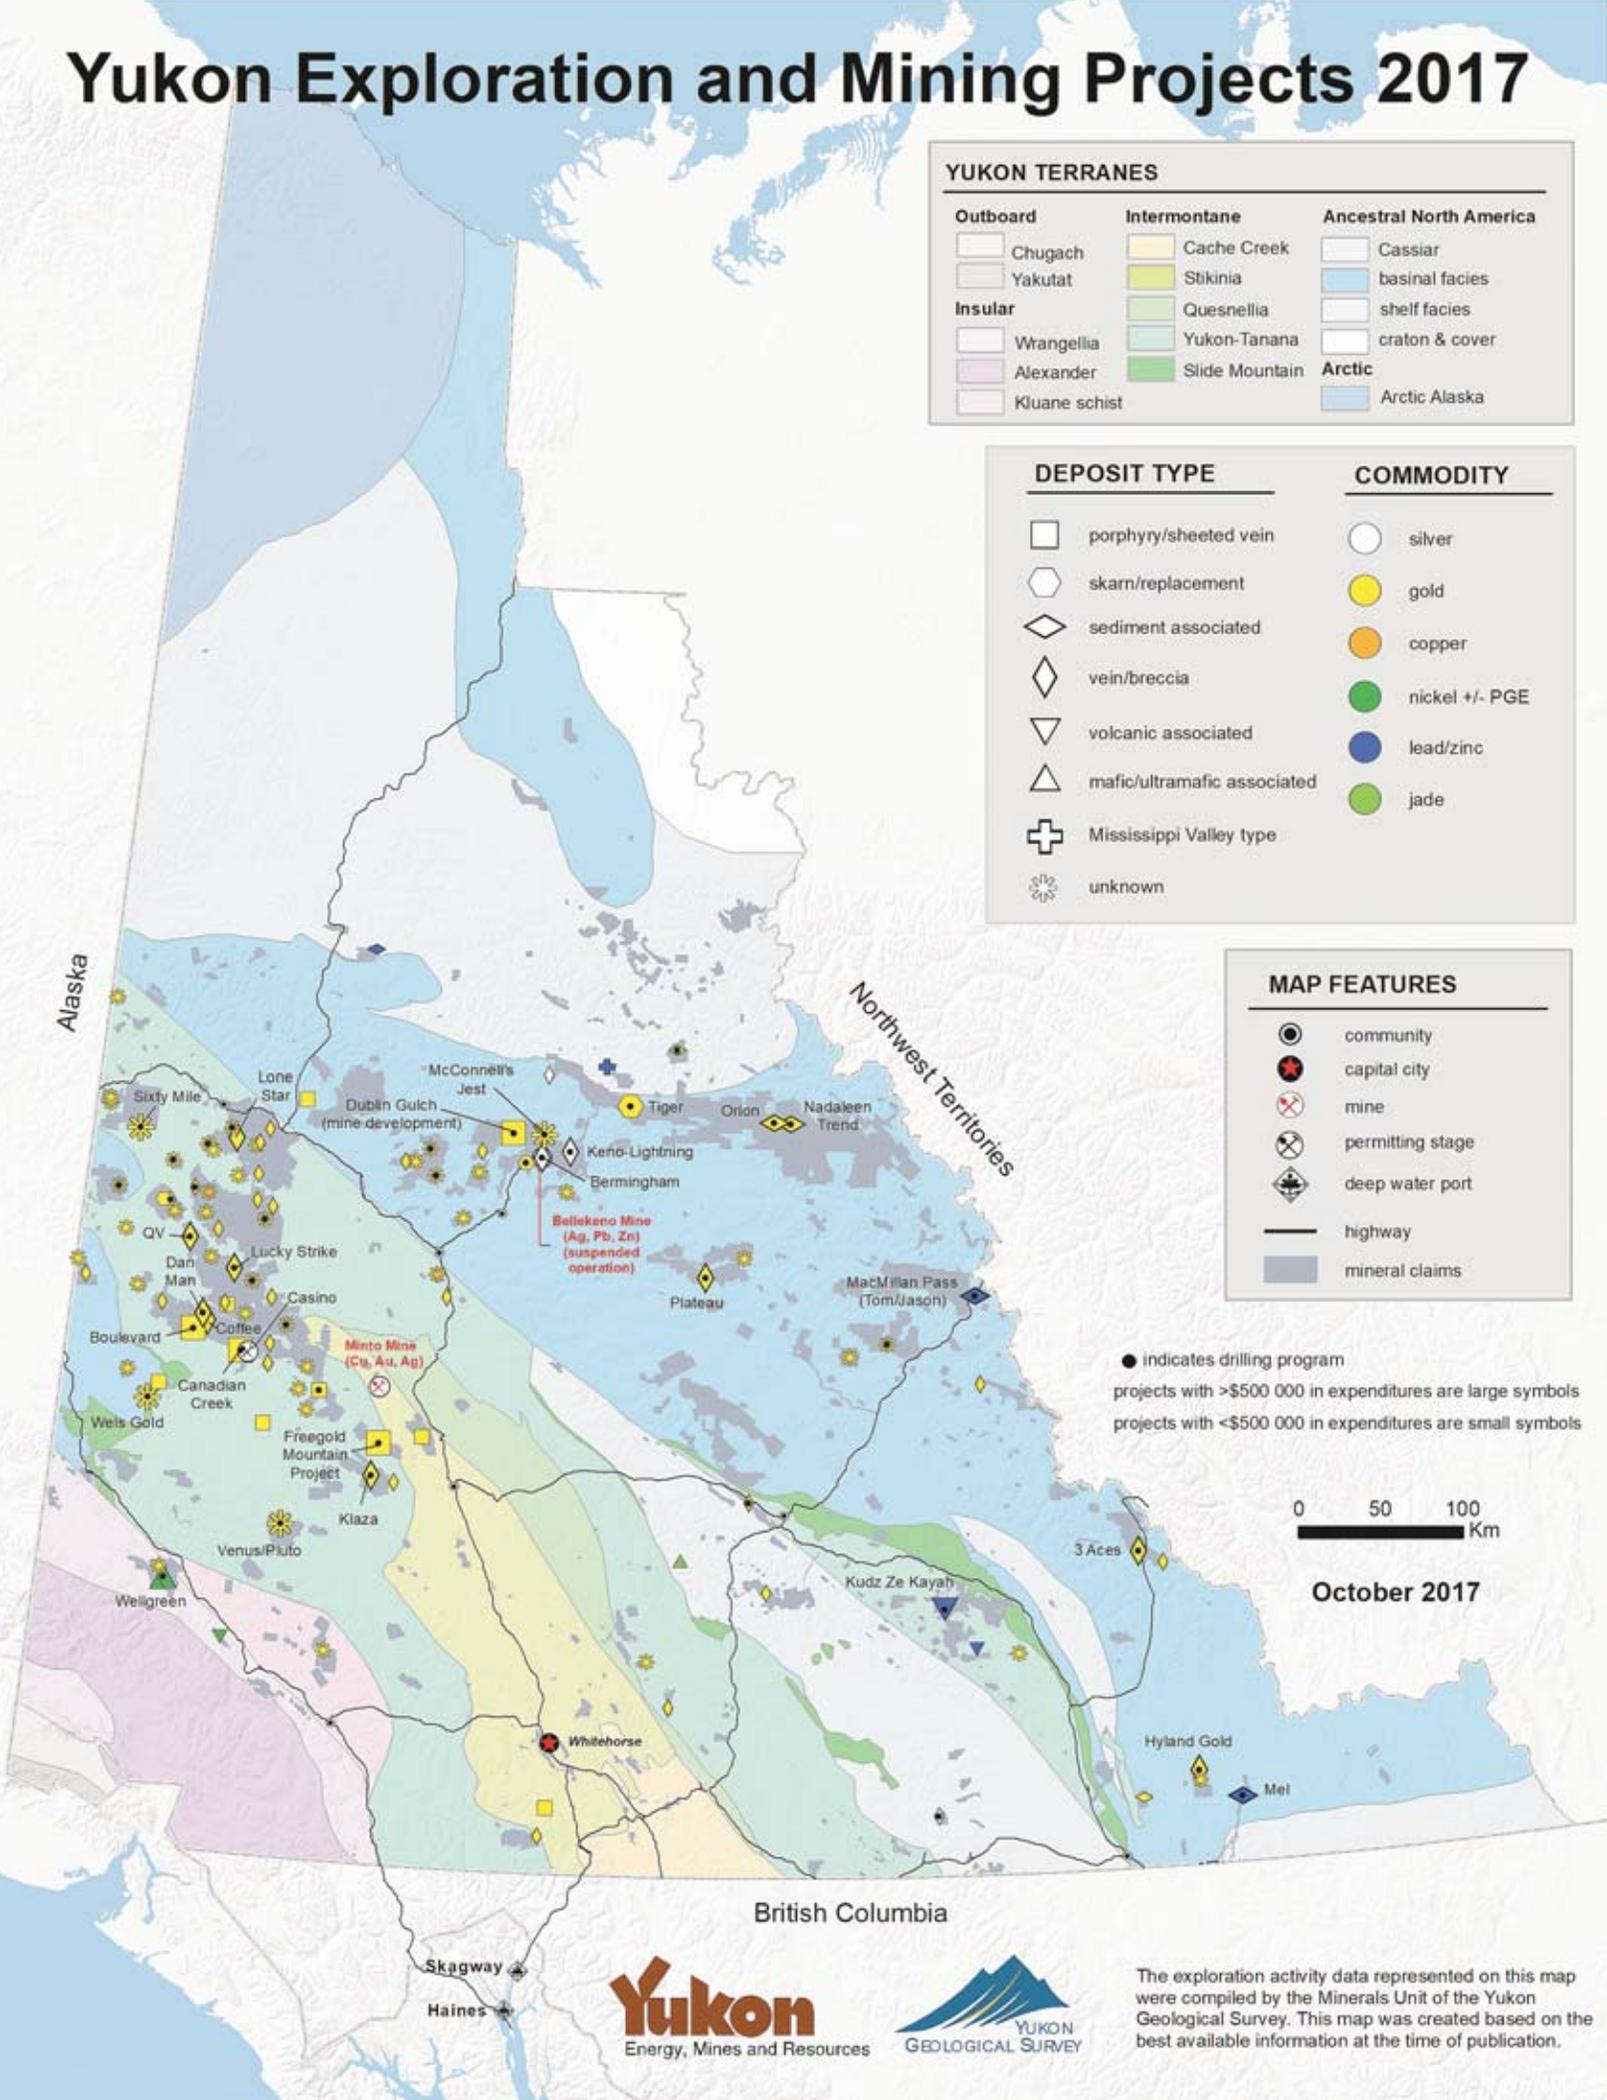 Yukon Exploration and Mining Projects 2017
YUKON TERRANES
Outboard
Chugach
Yakutat
Insular
Wrangellia
Alexander
Kluane schist
Intermontane
Cache Creek
Stikinia
Quesnellia
Yukon-Tanana
Slide Mountain
Ancestral North America
Cassiar
basinal facies
shelf facies
craton & cover
Arctic
Arctic Alaska
DEPOSIT TYPE
porphyry/sheeted vein
skarn/replacement
sediment associated
vein/breccia
volcanic associated
mafic/ultramafic associated
Mississippi Valley type
unknown
COMMODITY
silver
gold
copper
nickel +/- PGE
lead/zinc
jade
MAP FEATURES
community
capital city
mine
permitting stage
deep water port
highway
mineral claims
indicates drilling program
projects with >$500 000 in expenditures are large symbols
projects with <$500 000 in expenditures are small symbols
0 50 100
Km
October 2017
Alaska
Northwest Territories
Sixty Mile
Lone
Star
McConnell's
Jest
Dublin Gulch
(mine development)
Tiger
Orion
Nadaleen
Trend
Keno-Lightning
Bermingham
Bellekeno Mine
(Ag, Pb, Zn)
(suspended
operation)
QV
Lucky Strike
Dan
Man
Casino
Plateau
MacMillan Pass
(Tom/Jason)
Boulevard
Coffee
Minto Mine
(Cu, Au, Ag)
Canadian
Creek
Wels Gold
Freegold
Mountain
Project
Klaza
Venus/Pluto
3 Aces
Kudz Ze Kayah
Wellgreen
Whitehorse
Hyland Gold
Mel
British Columbia
Skagway
Haines
Yukon
Energy, Mines and Resources
YUKON
GEOLOGICAL SURVEY
The exploration activity data represented on this map
were compiled by the Minerals Unit of the Yukon
Geological Survey. This map was created based on the
best available information at the time of publication.